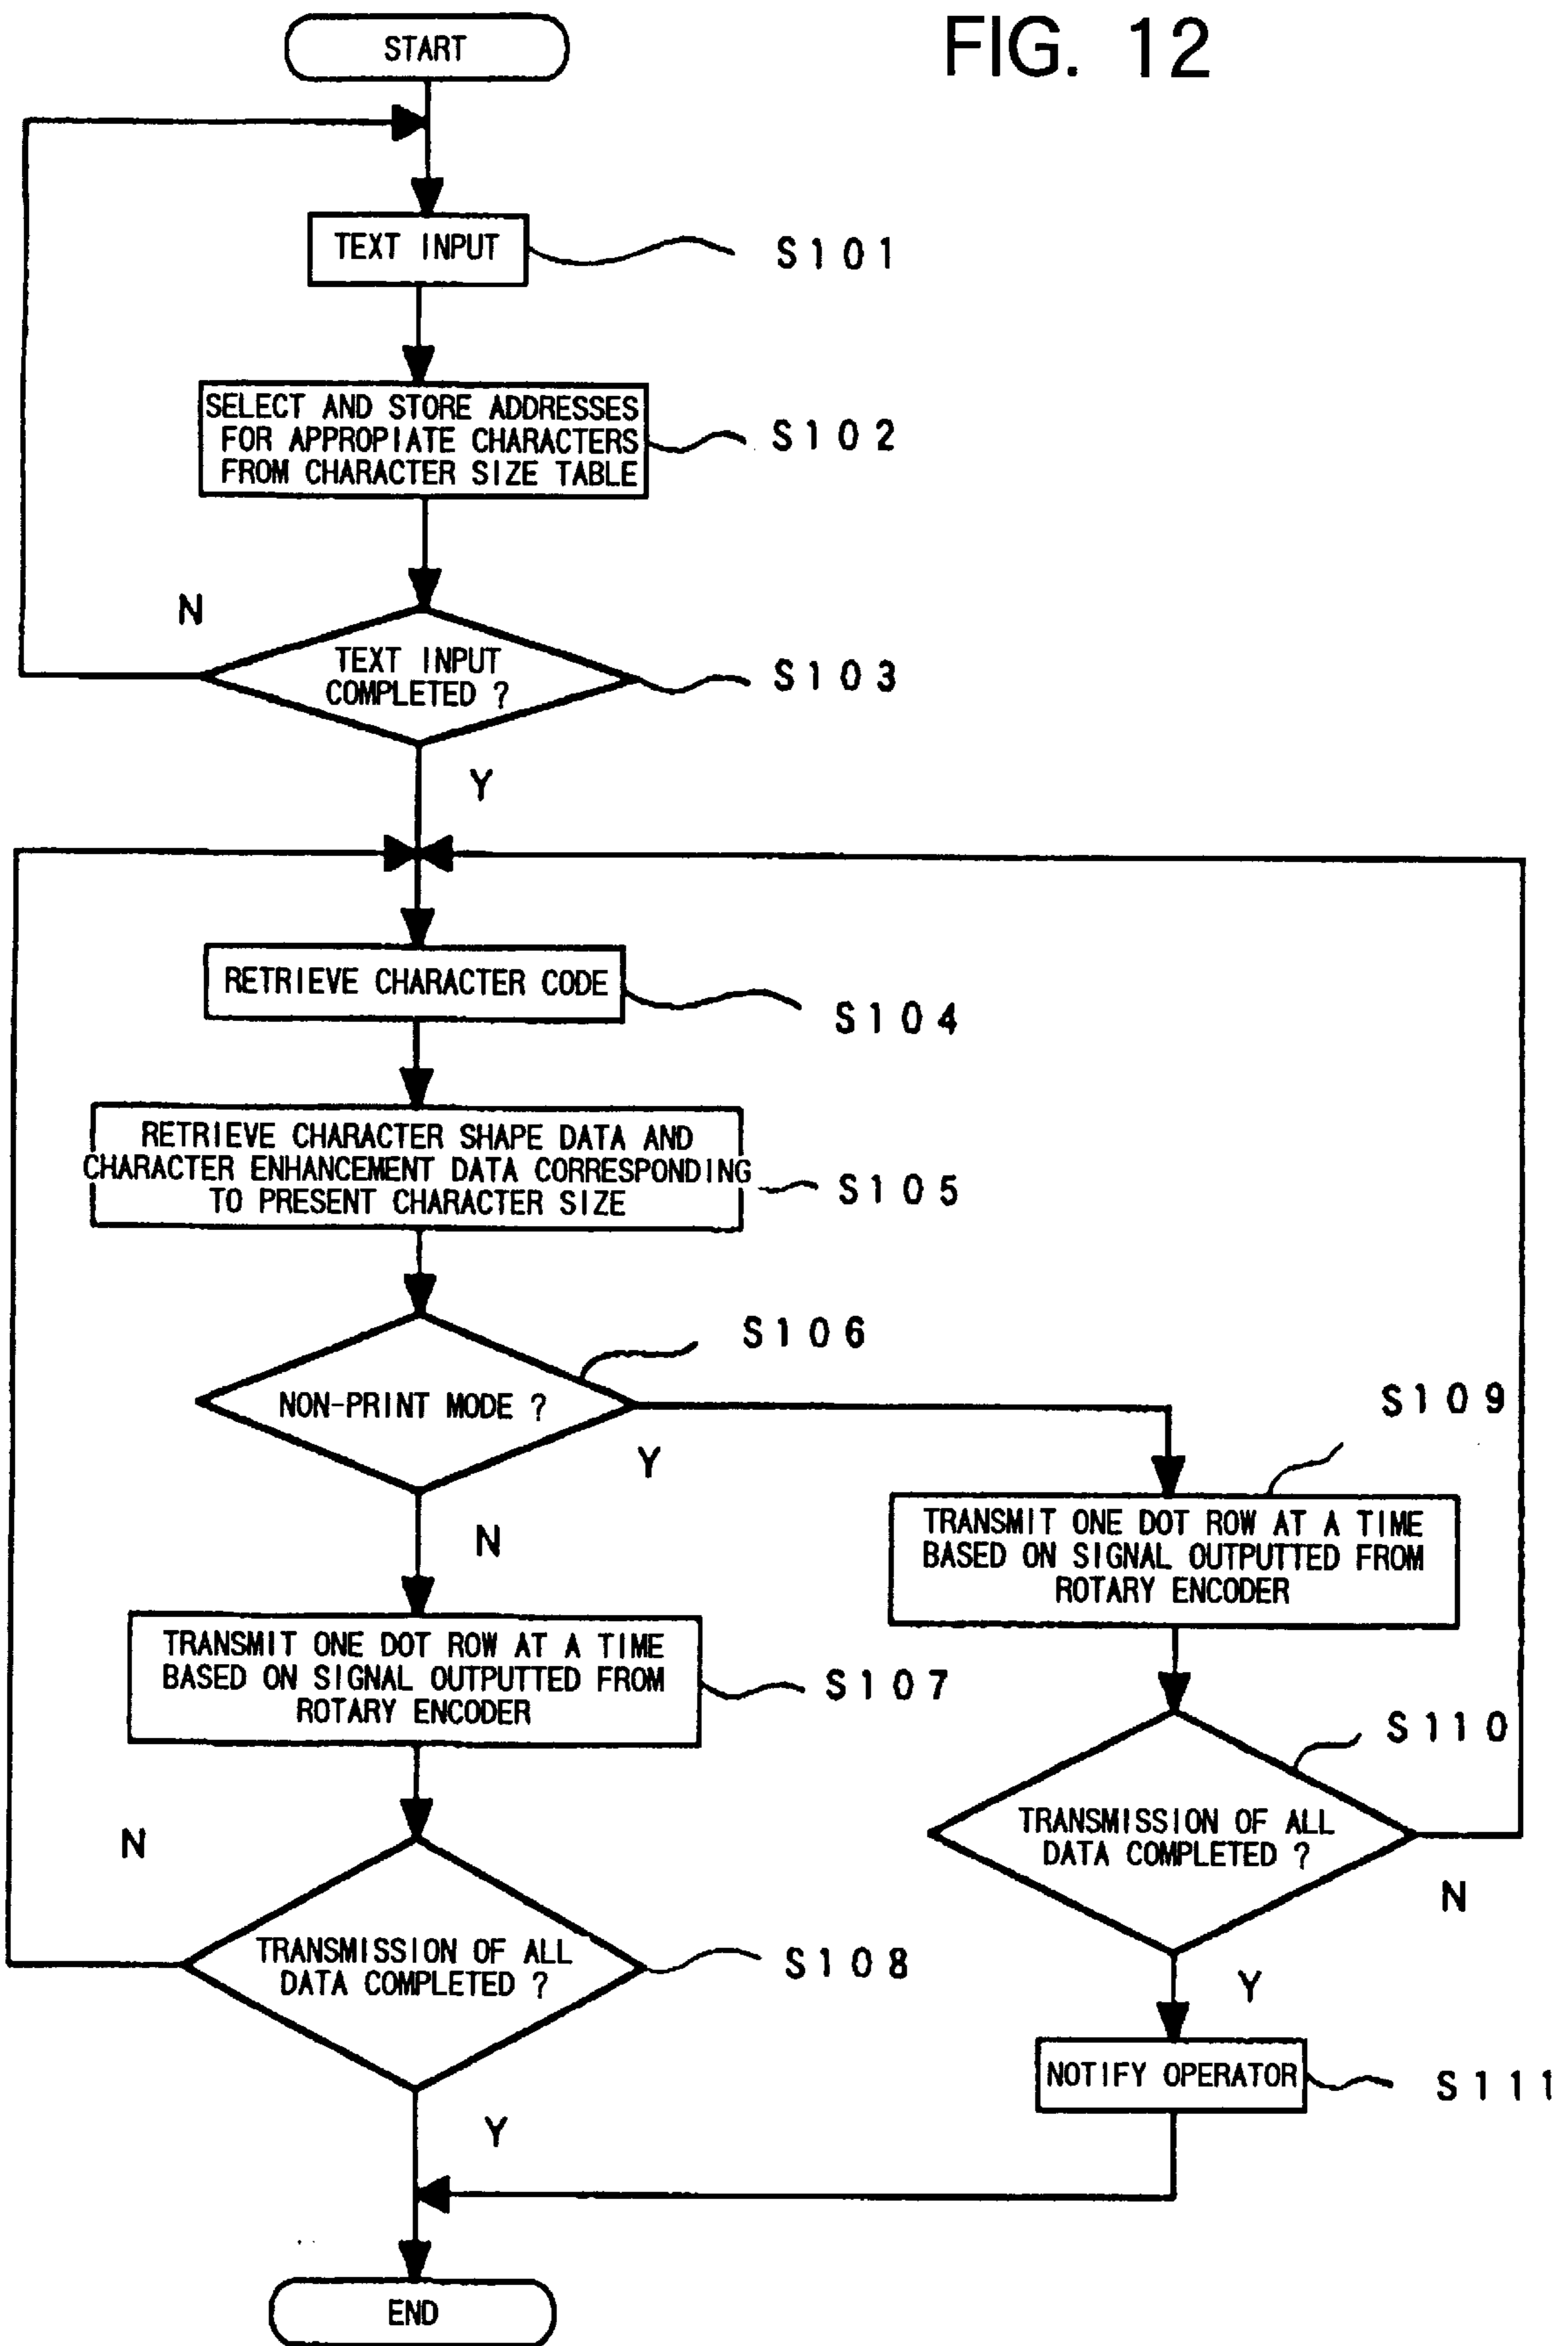 FIG. 12
START
TEXT INPUT
S101
SELECT AND STORE ADDRESSES
FOR APPROPIATE CHARACTERS
FROM CHARACTER SIZE TABLE
S102
N
TEXT INPUT
COMPLETED ?
S103
Y
RETRIEVE CHARACTER CODE
S104
RETRIEVE CHARACTER SHAPE DATA AND
CHARACTER ENHANCEMENT DATA CORRESPONDING
TO PRESENT CHARACTER SIZE
S105
S106
NON-PRINT MODE ?
Y
N
S109
TRANSMIT ONE DOT ROW AT A TIME
BASED ON SIGNAL OUTPUTTED FROM
ROTARY ENCODER
TRANSMIT ONE DOT ROW AT A TIME
BASED ON SIGNAL OUTPUTTED FROM
ROTARY ENCODER
S107
S110
TRANSMISSION OF ALL
DATA COMPLETED ?
N
N
TRANSMISSION OF ALL
DATA COMPLETED ?
S108
Y
NOTIFY OPERATOR
S111
Y
END